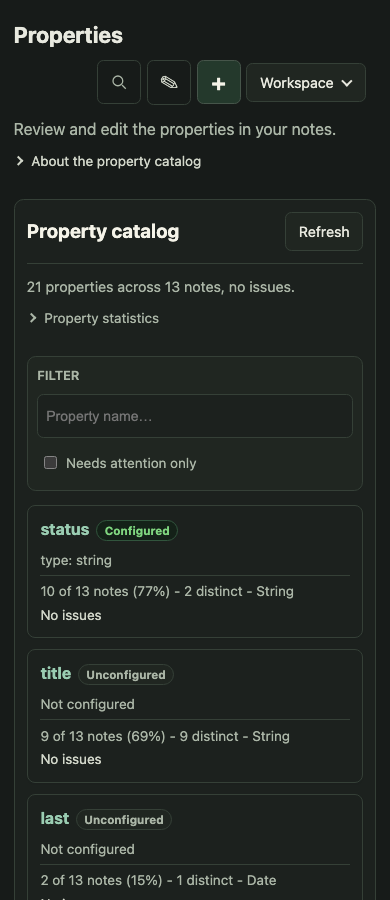 Properties
Workspace
Review and edit the properties in your notes.
About the property catalog
Property catalog
Refresh
21 properties across 13 notes, no issues.
Property statistics
FILTER
Property name...
Needs attention only
status Configured
type: string
10 of 13 notes (77%) - 2 distinct - String
No issues
title Unconfigured
Not configured
9 of 13 notes (69%) - 9 distinct - String
No issues
last Unconfigured
Not configured
2 of 13 notes (15%) - 1 distinct - Date